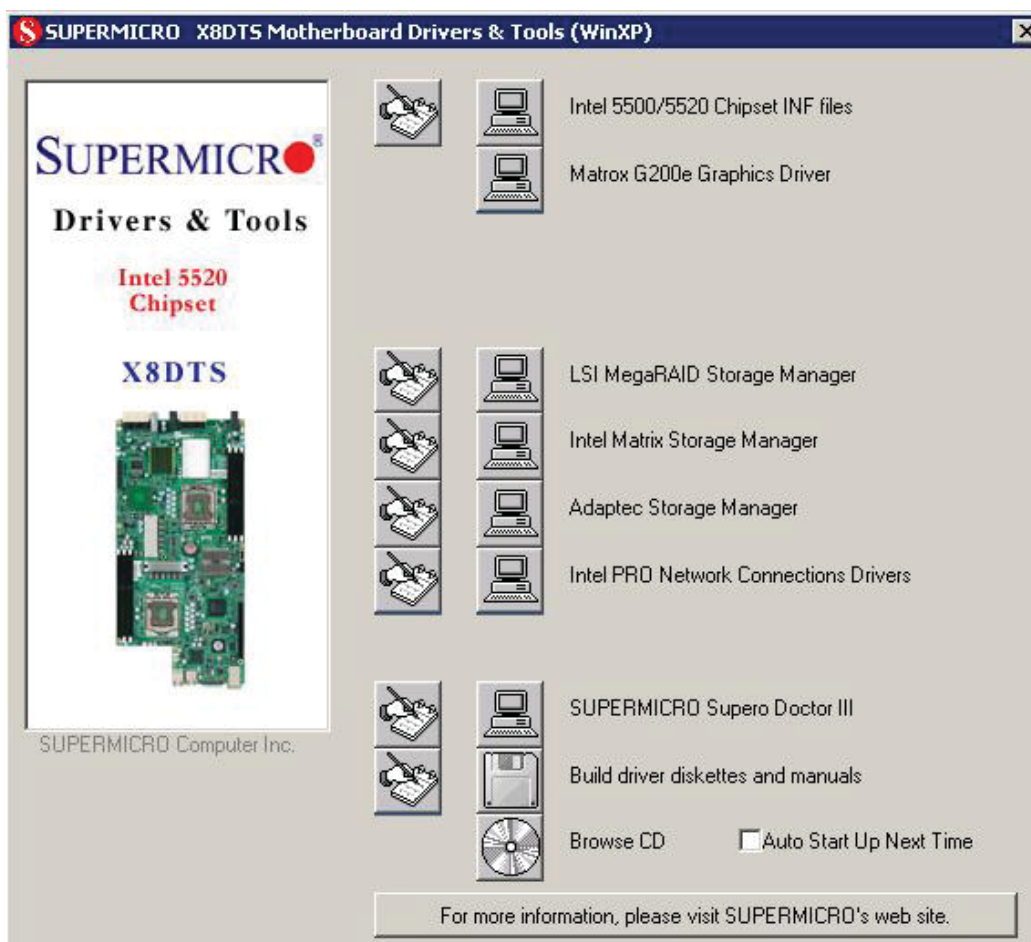 SUPERMICRO X8DTS Motherboard Drivers & Tools (WinXP)
SUPERMICRO®
Drivers & Tools
Intel 5520
Chipset
X8DTS
SUPERMICRO Computer Inc.
Intel 5500/5520 Chipset INF files
Matrox G200e Graphics Driver
LSI MegaRAID Storage Manager
Intel Matrix Storage Manager
Adaptec Storage Manager
Intel PRO Network Connections Drivers
SUPERMICRO Supero Doctor III
Build driver diskettes and manuals
Browse CD
Auto Start Up Next Time
For more information, please visit SUPERMICRO's web site.